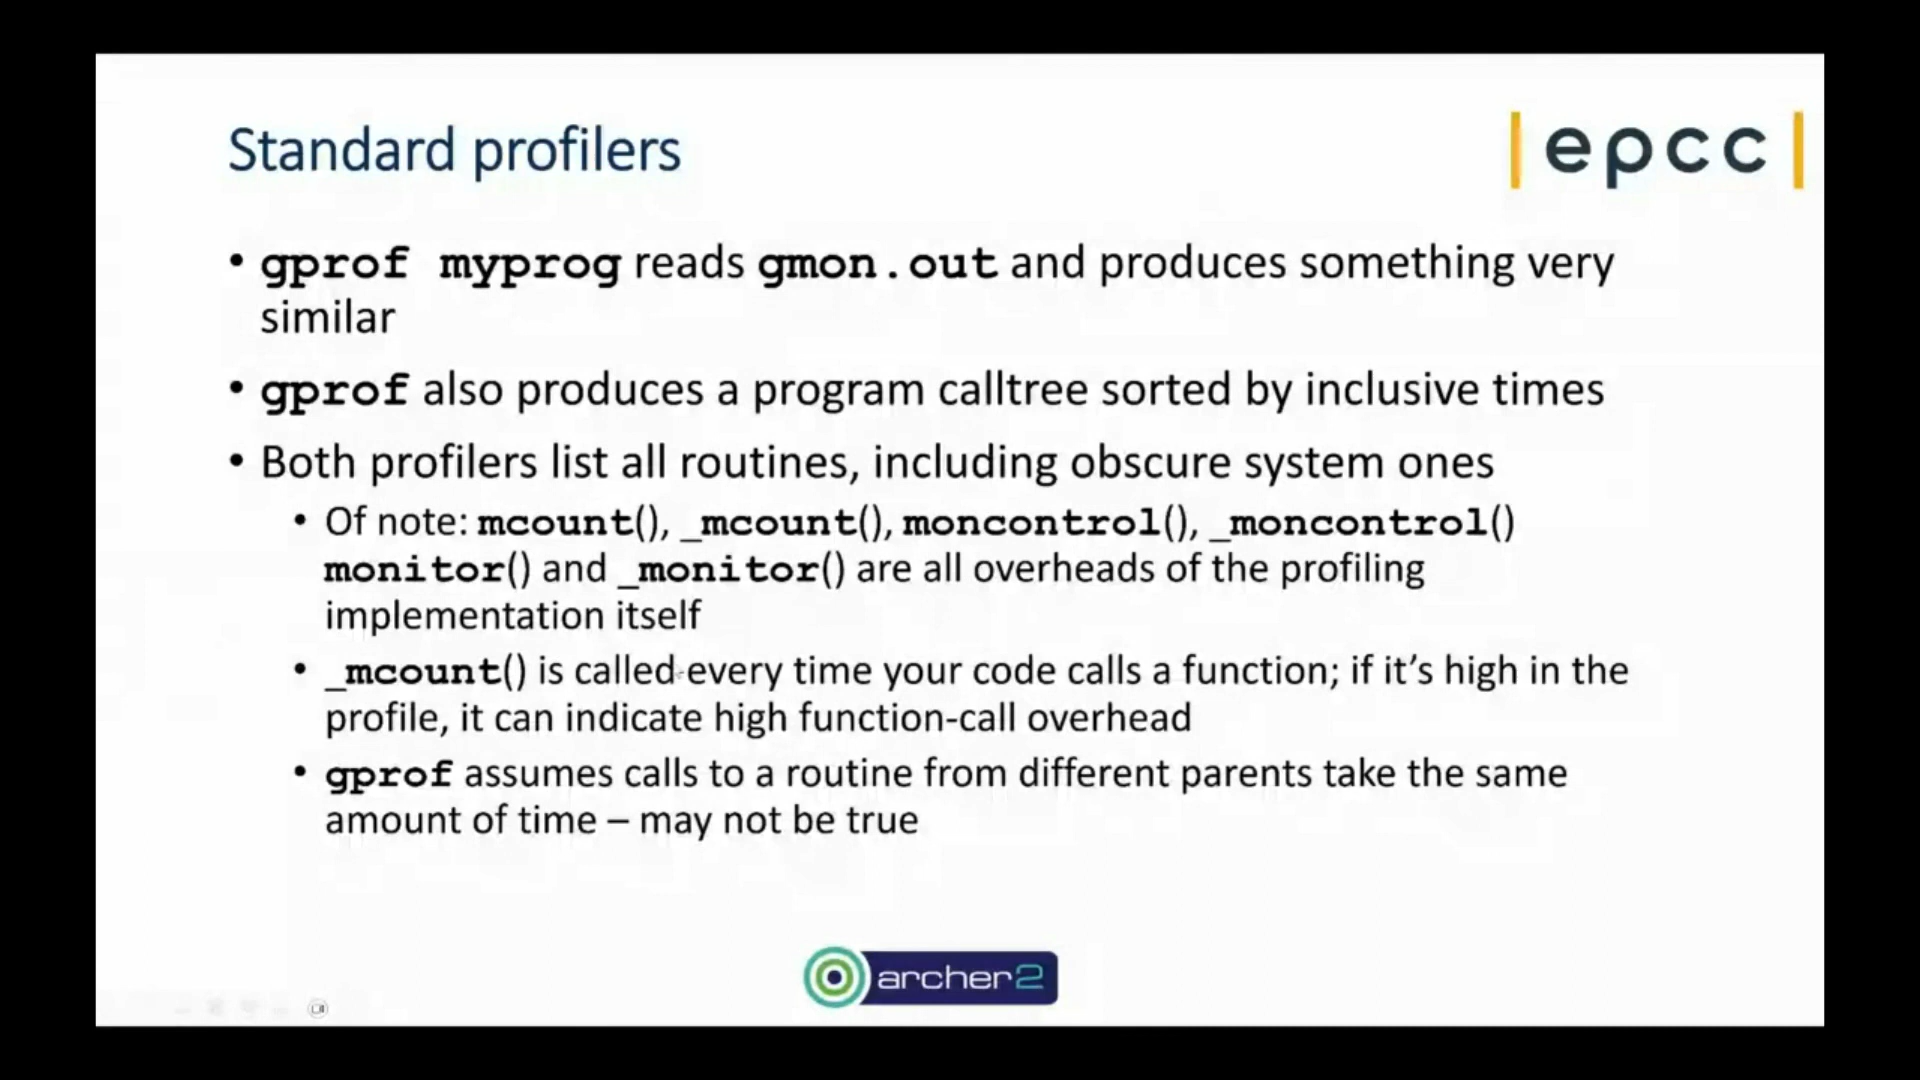 Standard profilers
|epcc|
• gprof myprog reads gmon.out and produces something very
similar
• gprof also produces a program calltree sorted by inclusive times
• Both profilers list all routines, including obscure system ones
• Of note: mcount(), _mcount(), moncontrol(), _moncontrol()
monitor() and _monitor() are all overheads of the profiling
implementation itself
• _mcount() is called every time your code calls a function; if it’s high in the
profile, it can indicate high function-call overhead
• gprof assumes calls to a routine from different parents take the same
amount of time – may not be true
archer2